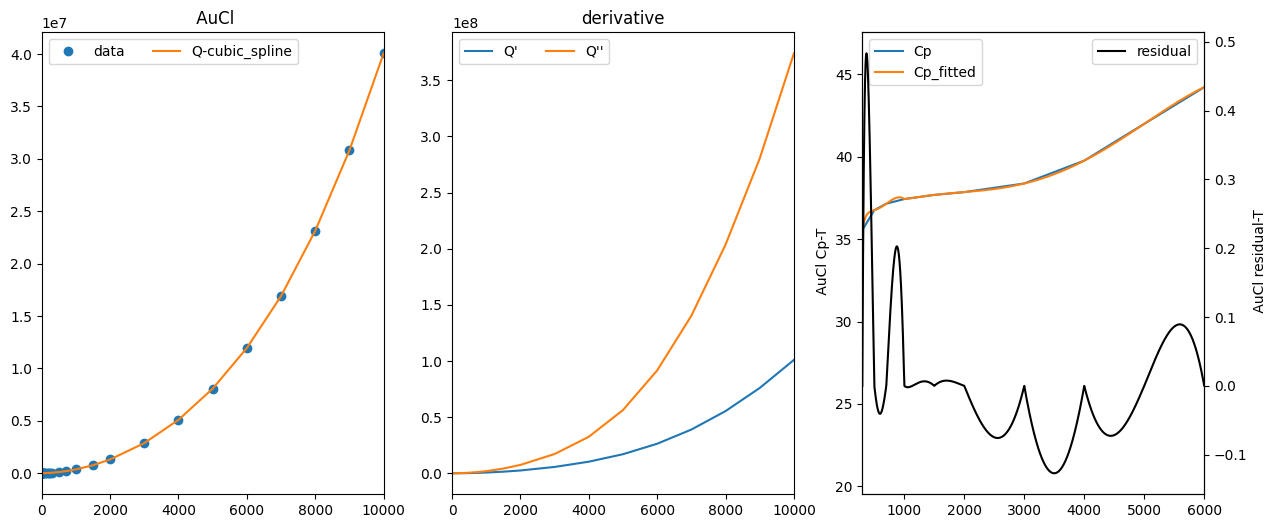 AuCl
1e7
data
Q-cubic_spline
4.0
3.5
3.0
2.5
2.0
1.5
1.0
0.5
0.0
0 2000 4000 6000 8000 10000
derivative
1e8
Q'
Q''
3.5
3.0
2.5
2.0
1.5
1.0
0.5
0.0
0 2000 4000 6000 8000 10000
Cp
Cp_fitted
residual
AuCl Cp-T
45
40
35
30
25
20
1000 2000 3000 4000 5000 6000
0.5
0.4
0.3
0.2
0.1
0.0
−0.1
AuCl residual-T